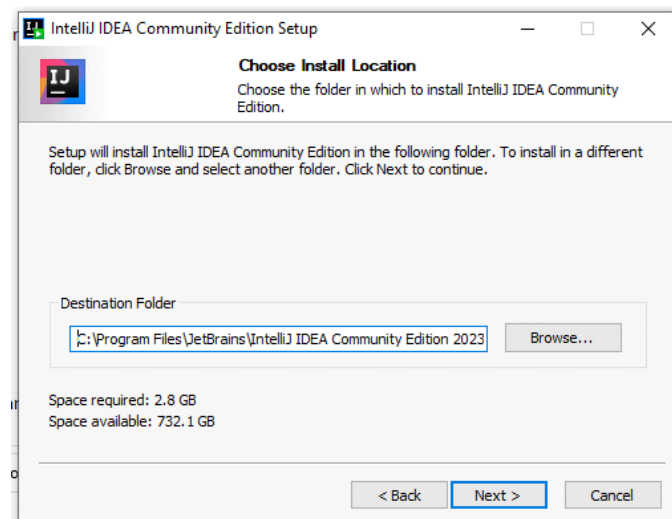 IntelliJ IDEA Community Edition Setup
IJ
Choose Install Location
Choose the folder in which to install IntelliJ IDEA Community
Edition.
Setup will install IntelliJ IDEA Community Edition in the following folder. To install in a different
folder, click Browse and select another folder. Click Next to continue.
Destination Folder
C:\Program Files\JetBrains\IntelliJ IDEA Community Edition 2023
Browse...
Space required: 2.8 GB
Space available: 732.1 GB
< Back
Next >
Cancel